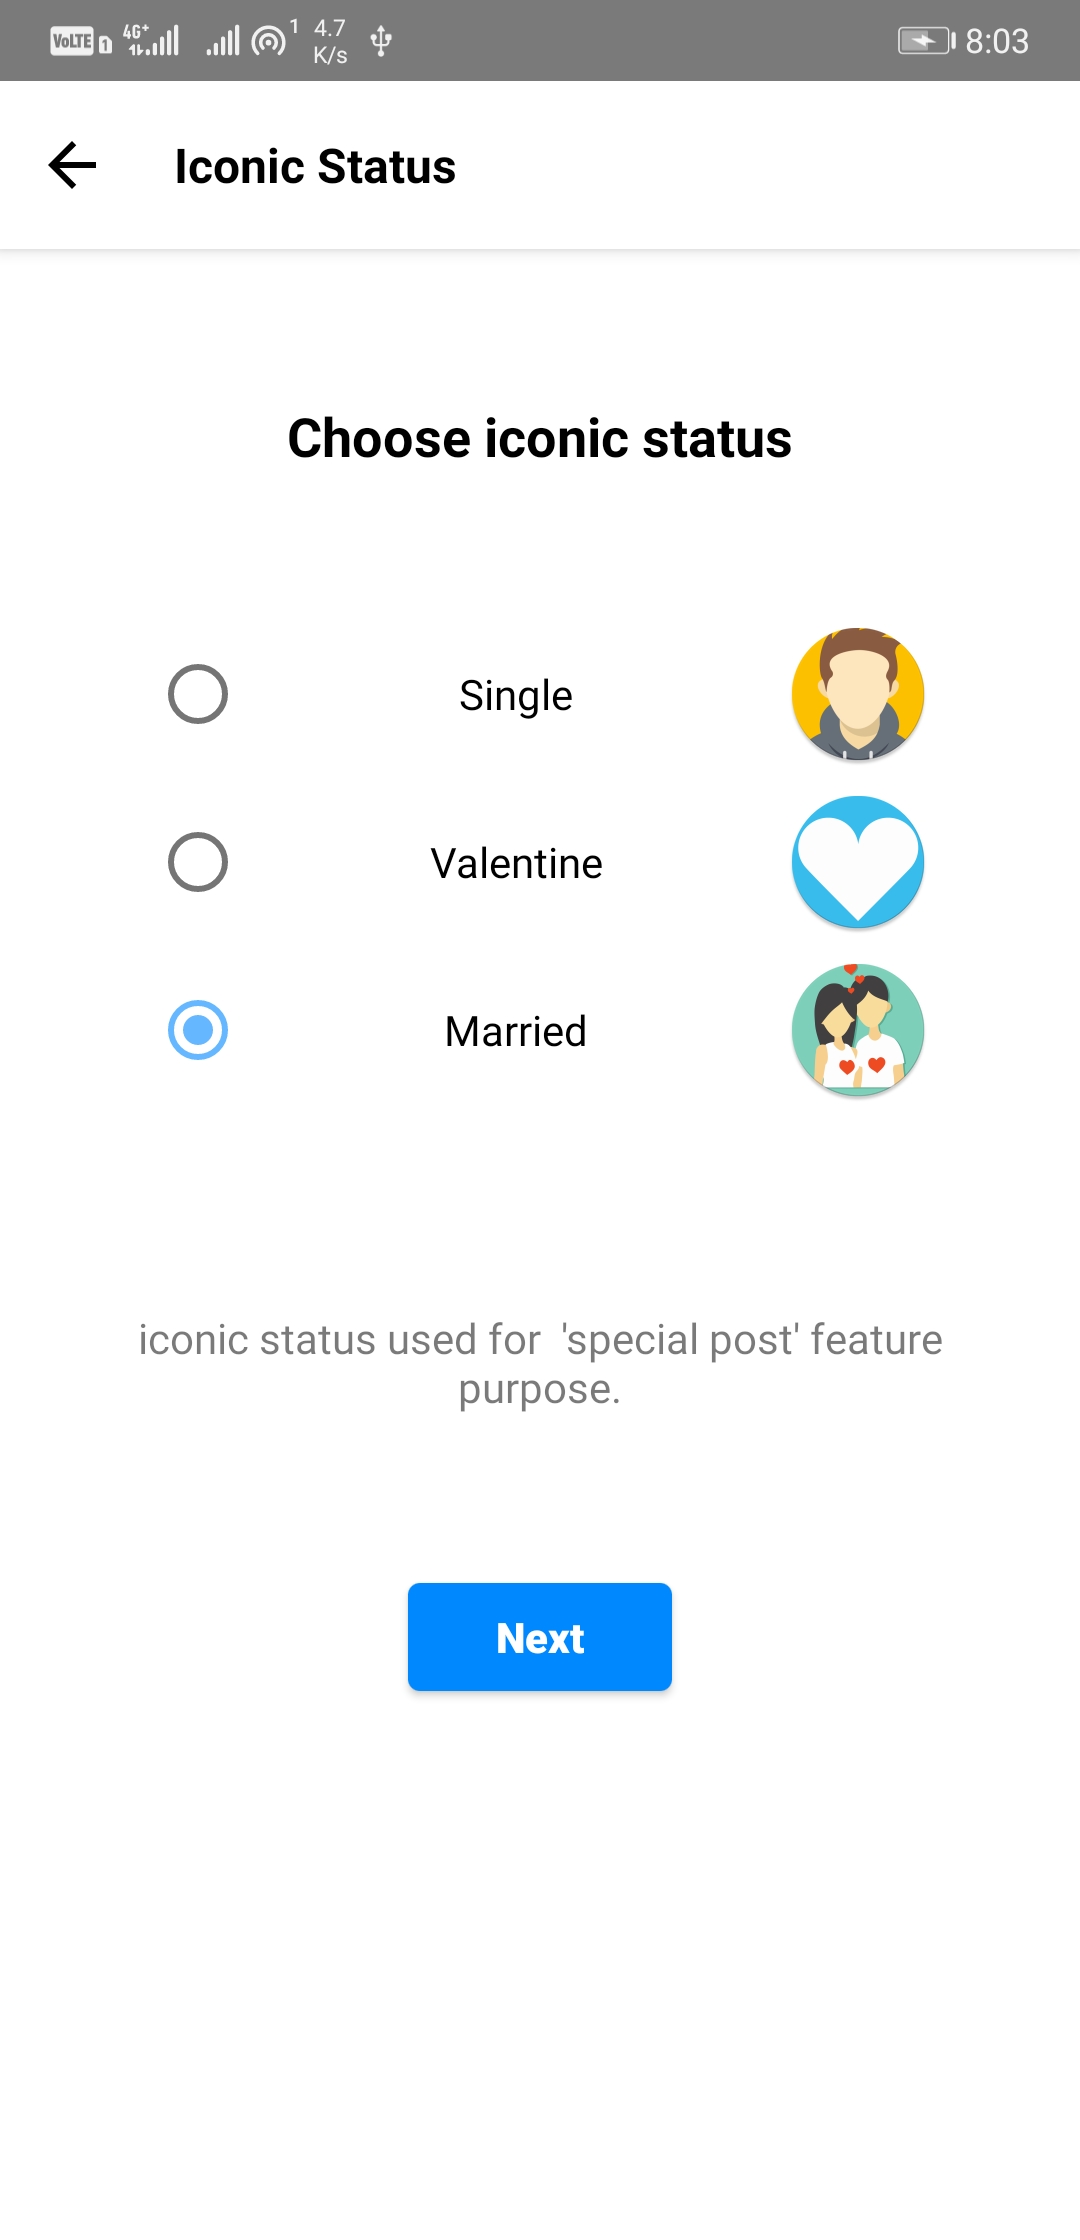 VoLTE 1 4G+ 1 4.7 K/s 8:03
Iconic Status
Choose iconic status
Single
Valentine
Married
iconic status used for  'special post' feature
purpose.
Next